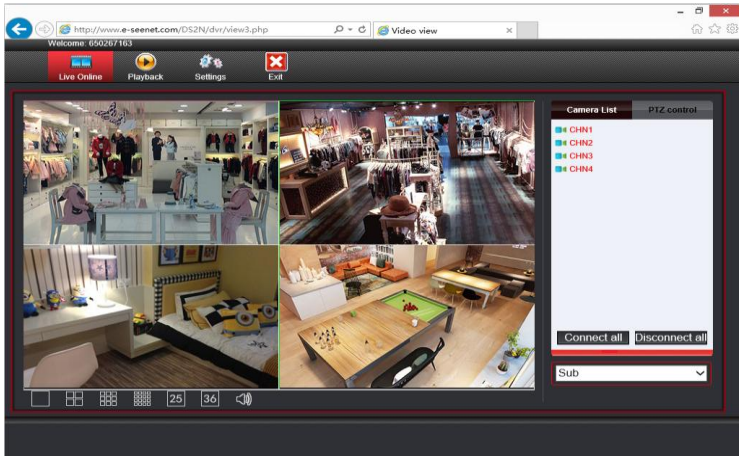 http://www.e-seenet.com/DS2N/dvr/view3.php
Video view
Welcome: 650267163
Live Online
Playback
Settings
Exit
Camera List
PTZ control
CHN1
CHN2
CHN3
CHN4
Connect all
Disconnect all
Sub
25
36